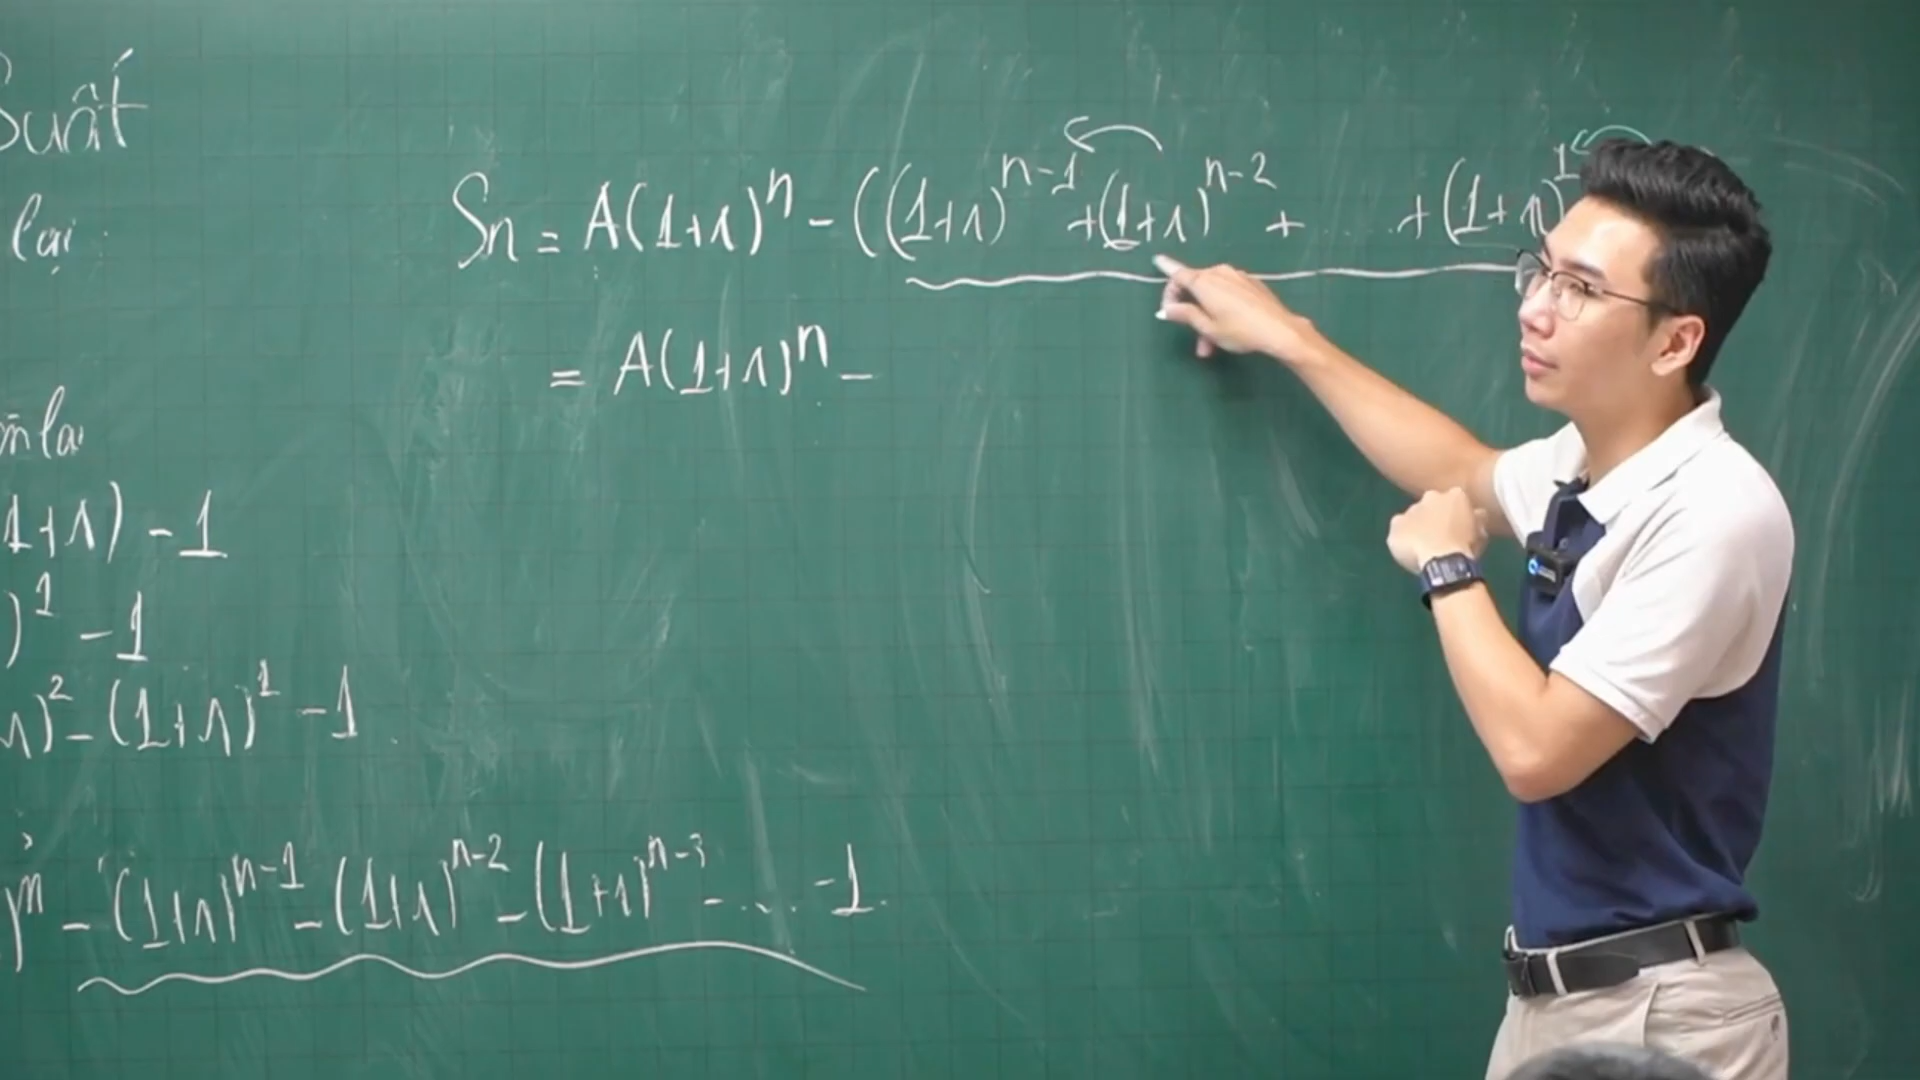 Suất
lại
Sn = A(1+r)^n - ((1+r)^{n-1} + (1+r)^{n-2} + ..... + (1+r)^1
= A(1+r)^n -
lại
1+r) - 1
)^1 - 1
r)^2 - (1+r)^1 - 1
)^n - (1+r)^{n-1} - (1+r)^{n-2} - (1+r)^{n-3} - .... - 1